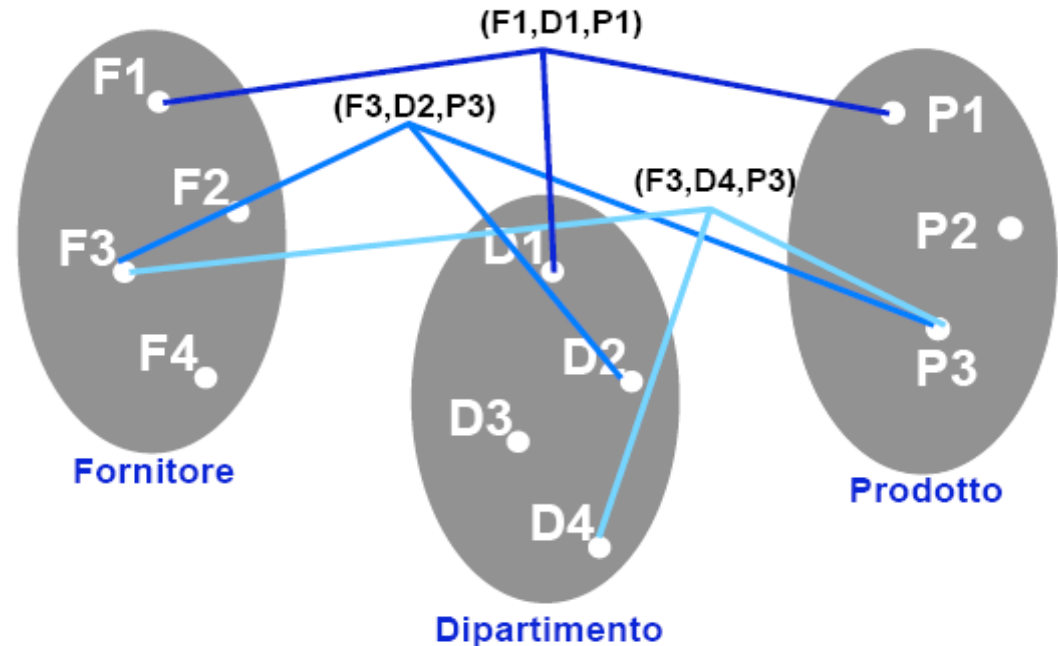 (F1,D1,P1)
F1
(F3,D2,P3)
P1
F2
(F3,D4,P3)
F3
D1
P2
F4
D2
P3
D3
Fornitore
Prodotto
D4
Dipartimento